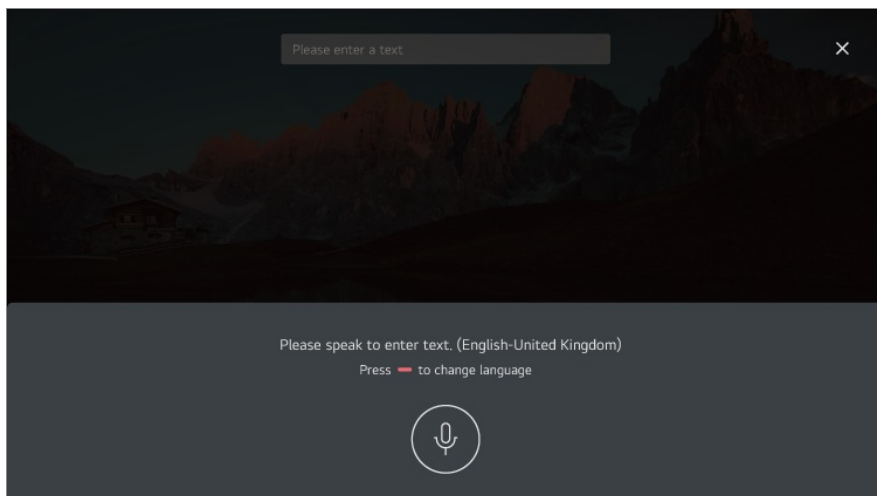 Please enter a text
Please speak to enter text. (English-United Kingdom)
Press to change language